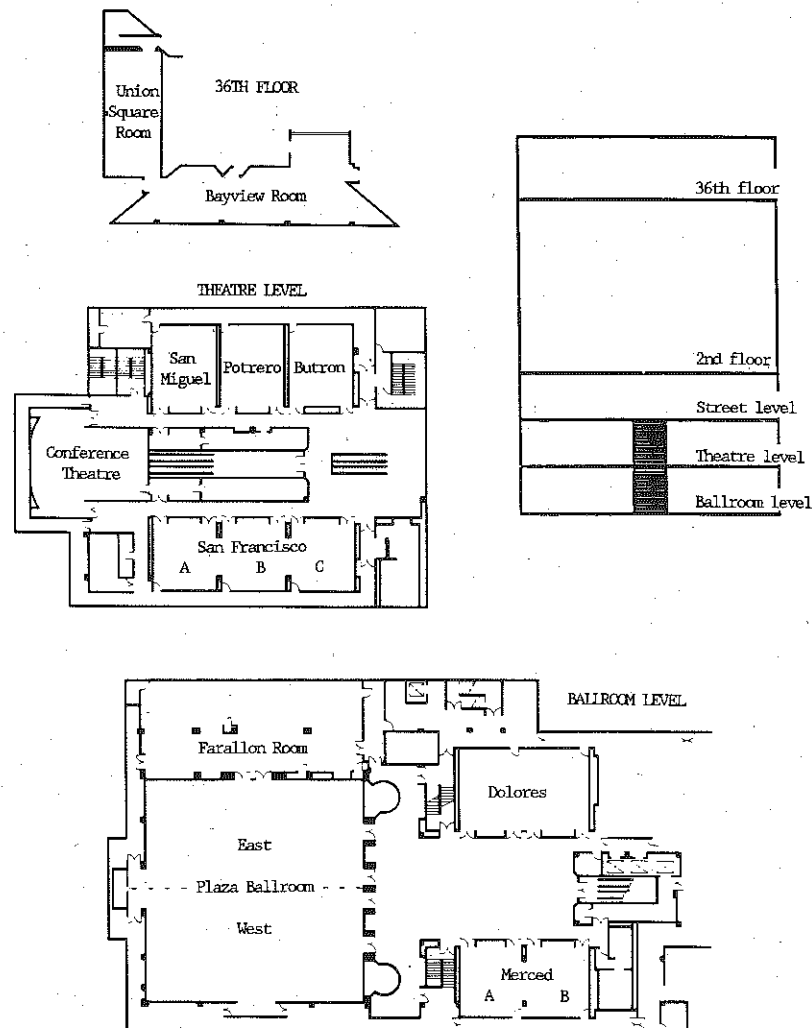 36TH FLOOR
Union
Square
Room
Bayview Room
36th floor
2nd floor
Street level
Theatre level
Ballroom level
THEATRE LEVEL
San
Miguel
Potrero
Butron
Conference
Theatre
San Francisco
A B C
BALLROOM LEVEL
Farallon Room
Dolores
East
Plaza Ballroom
West
Merced
A B